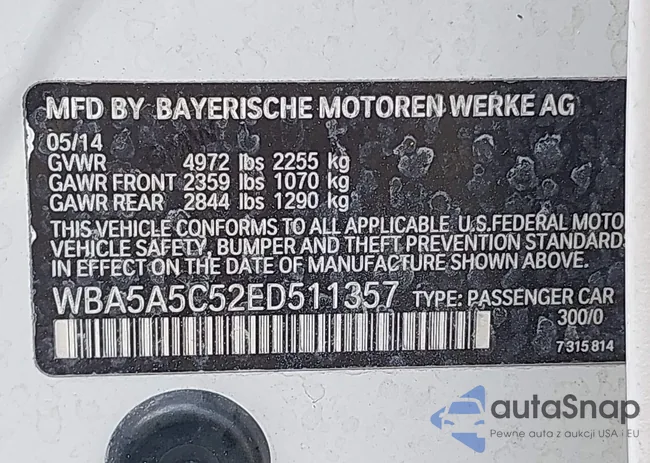 MFD BY BAYERISCHE MOTOREN WERKE AG
05/14
GVWR 4972 lbs 2255 kg
GAWR FRONT 2359 lbs 1070 kg
GAWR REAR 2844 lbs 1290 kg
THIS VEHICLE CONFORMS TO ALL APPLICABLE U.S.FEDERAL MOTO
VEHICLE SAFETY, BUMPER AND THEFT PREVENTION STANDARDS
IN EFFECT ON THE DATE OF MANUFACTURE SHOWN ABOVE.
WBA5A5C52ED511357 TYPE: PASSENGER CAR
300/0
7 315 814
autaSnap
Pewne auta z aukcji USA i EU